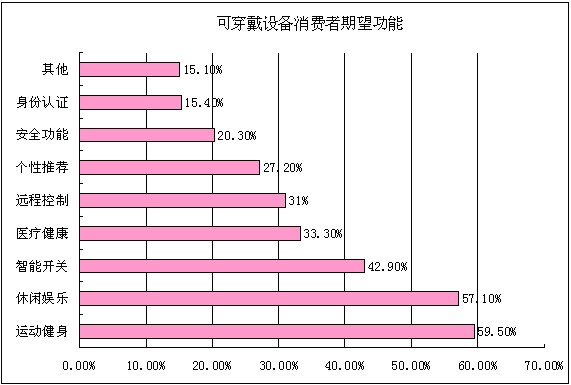 可穿戴设备消费者期望功能
其他 15.10%
身份认证 15.40%
安全功能 20.30%
个性推荐 27.20%
远程控制 31%
医疗健康 33.30%
智能开关 42.90%
休闲娱乐 57.10%
运动健身 59.50%
0.00% 10.00% 20.00% 30.00% 40.00% 50.00% 60.00% 70.00%